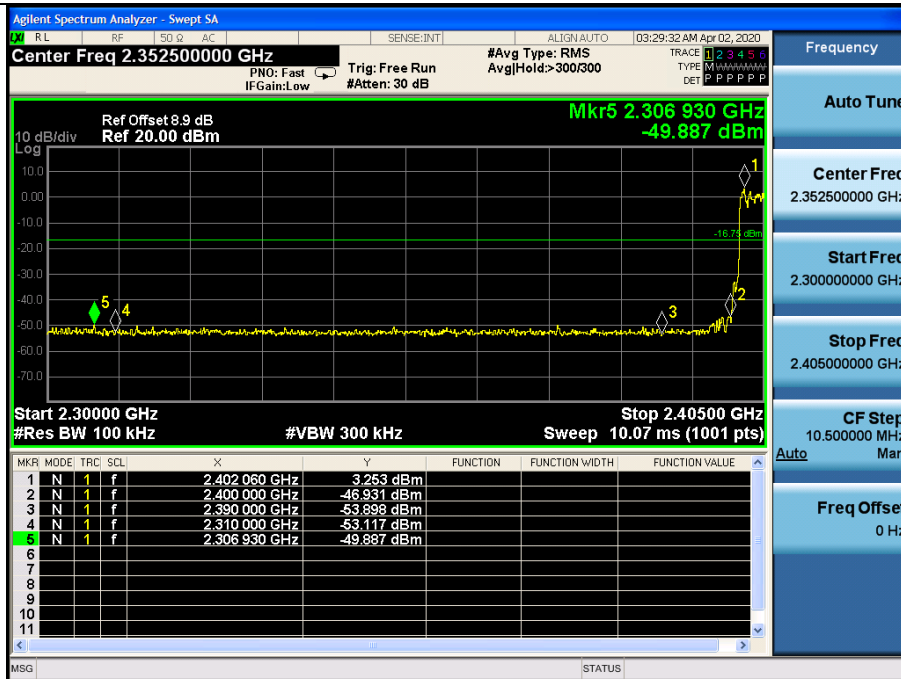 Agilent Spectrum Analyzer - Swept SA
LXI RL RF 50 Ω AC SENSE:INT ALIGN AUTO 03:29:32 AM Apr 02, 2020
Center Freq 2.352500000 GHz
PNO: Fast
IFGain:Low
Trig: Free Run
#Atten: 30 dB
#Avg Type: RMS
Avg|Hold:>300/300
TRACE 1 2 3 4 5 6
TYPE MWWWWW
DET P P P P P P
Mkr5 2.306 930 GHz
-49.887 dBm
Ref Offset 8.9 dB
Ref 20.00 dBm
10 dB/div
Log
10.0
0.00
-10.0
-20.0
-30.0
-40.0
-50.0
-60.0
-70.0
1
-16.75 dBm
2
3
4
5
Start 2.30000 GHz
Stop 2.40500 GHz
#Res BW 100 kHz
#VBW 300 kHz
Sweep 10.07 ms (1001 pts)
MKR MODE TRC SCL X Y FUNCTION FUNCTION WIDTH FUNCTION VALUE
1 N 1 f 2.402 060 GHz 3.253 dBm
2 N 1 f 2.400 000 GHz -46.931 dBm
3 N 1 f 2.390 000 GHz -53.898 dBm
4 N 1 f 2.310 000 GHz -53.117 dBm
5 N 1 f 2.306 930 GHz -49.887 dBm
6
7
8
9
10
11
MSG
STATUS
Frequency
Auto Tune
Center Freq
2.352500000 GHz
Start Freq
2.300000000 GHz
Stop Freq
2.405000000 GHz
CF Step
10.500000 MHz
Auto Man
Freq Offset
0 Hz